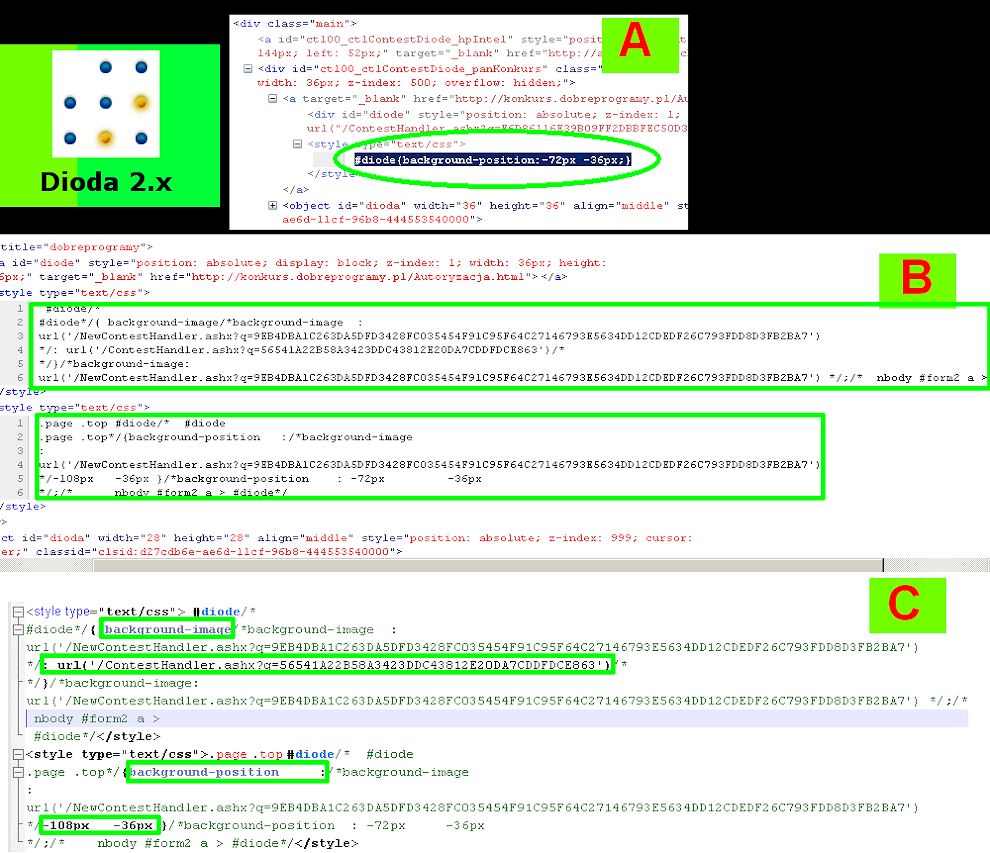 Dioda 2.x
<div class="main">
<a id="ctl00_ctlContestDiode_hpIntel" style="posit
144px; left: 52px;" target="_blank" href="http://a
ck
A
<div id="ctl00_ctlContestDiode_panKonkurs" class="
width: 36px; z-index: 500; overflow: hidden;">
<a target="_blank" href="http://konkurs.dobreprogramy.pl/Au
<div id="diode" style="position: absolute; z-index: 1;
<style type="text/css">
#diode{background-position:-72px -36px;}
</style
</a>
<object id="dioda" width="36" height="36" align="middle" st
ae6d-11cf-96b8-444553540000">
title="dobreprogramy">
a id="diode" style="position: absolute; display: block; z-index: 1; width: 36px; height:
6px;" target="_blank" href="http://konkurs.dobreprogramy.pl/Autoryzacja.html"></a>
B
style type="text/css">
1 #diode/*
2 #diode*/{ background-image/*background-image :
3 url('/NewContestHandler.ashx?q=9EB4DBA1C263DA5DFD3428FC035454F91C95F64C27146793E5634DD12CDEDF26C793FDD8D3FB2BA7')
4 */: url('/ContestHandler.ashx?q=56541A22B58A3423DDC43812E20DA7CDDFDCE863')/*
5 */}/*background-image:
6 url('/NewContestHandler.ashx?q=9EB4DBA1C263DA5DFD3428FC035454F91C95F64C27146793E5634DD12CDEDF26C793FDD8D3FB2BA7') */;/* nbody #form2 a >
/style>
style type="text/css">
1 .page .top #diode/* #diode
2 .page .top*/{background-position :/*background-image
3 :
4 url('/NewContestHandler.ashx?q=9EB4DBA1C263DA5DFD3428FC035454F91C95F64C27146793E5634DD12CDEDF26C793FDD8D3FB2BA7')
5 */-108px -36px }/*background-position : -72px -36px
6 */;/* nbody #form2 a > #diode*/
/style>
>
ct id="dioda" width="28" height="28" align="middle" style="position: absolute; z-index: 999; cursor:
er;" classid="clsid:d27cdb6e-ae6d-11cf-96b8-444553540000">
C
<style type="text/css"> #diode/*
#diode*/{ background-image/*background-image :
url('/NewContestHandler.ashx?q=9EB4DBA1C263DA5DFD3428FC035454F91C95F64C27146793E5634DD12CDEDF26C793FDD8D3FB2BA7')
*/: url('/ContestHandler.ashx?q=56541A22B58A3423DDC43812E20DA7CDDFDCE863')/*
*/}/*background-image:
url('/NewContestHandler.ashx?q=9EB4DBA1C263DA5DFD3428FC035454F91C95F64C27146793E5634DD12CDEDF26C793FDD8D3FB2BA7') */;/*
nbody #form2 a >
#diode*/</style>
<style type="text/css">.page .top #diode/* #diode
.page .top*/{background-position :/*background-image
:
url('/NewContestHandler.ashx?q=9EB4DBA1C263DA5DFD3428FC035454F91C95F64C27146793E5634DD12CDEDF26C793FDD8D3FB2BA7')
*/-108px -36px }/*background-position : -72px -36px
*/;/* nbody #form2 a > #diode*/</style>